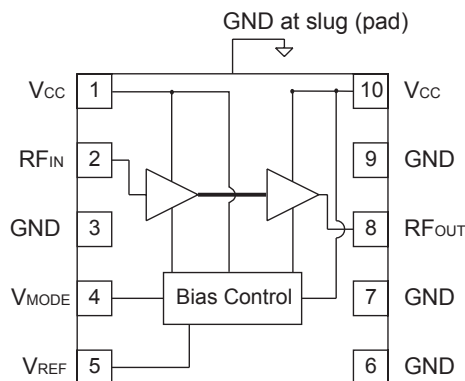 GND at slug (pad)
VCC 1 10 VCC
RFIN 2 9 GND
GND 3 8 RFOUT
VMODE 4 Bias Control 7 GND
VREF 5 6 GND